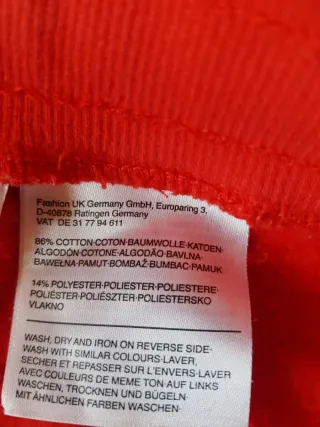 Fashion UK Germany GmbH, Europaring 3,
D-40878 Ratingen Germany
VAT DE 31 77 94 611
86% COTTON·COTON·BAUMWOLLE·KATOEN·
ALGODÓN·COTONE·ALGODÃO·BAVLNA·
BAWEŁNA·PAMUT·BOMBAŽ·BUMBAC·PAMUK
14% POLYESTER·POLIESTER·POLIESTERE·
POLIÉSTER·POLIÉSZTER·POLIESTERSKO
VLAKNO
WASH, DRY AND IRON ON REVERSE SIDE-
WASH WITH SIMILAR COLOURS-LAVER,
SECHER ET REPASSER SUR L'ENVERS-LAVER
AVEC COULEURS DE MEME TON·AUF LINKS
WASCHEN, TROCKNEN UND BÜGELN
MIT ÄHNLICHEN FARBEN WASCHEN·